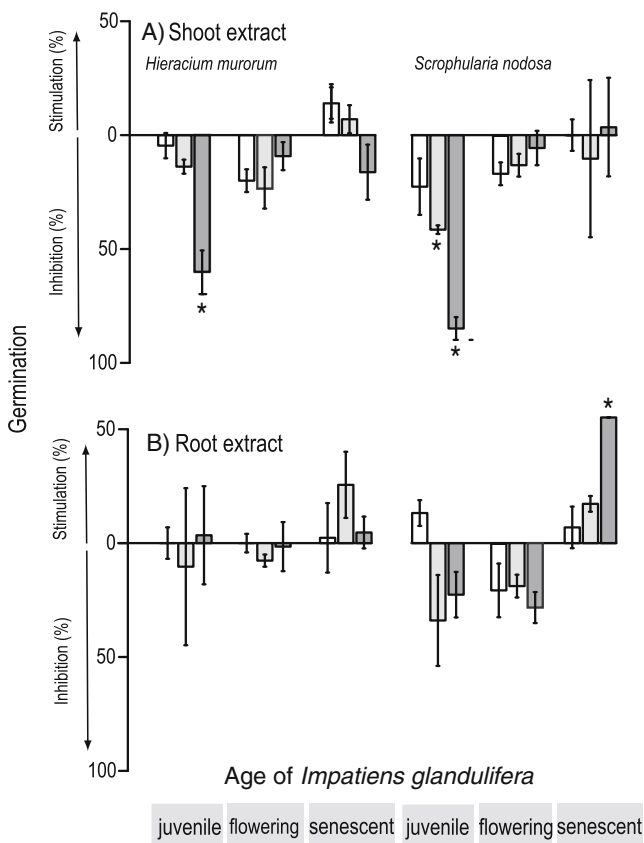 50
A) Shoot extract
Hieracium murorum
Scrophularia nodosa
Stimulation (%)
0
Inhibition (%)
50
*
*
*
100
Germination
50
B) Root extract
*
Stimulation (%)
0
Inhibition (%)
50
100
Age of Impatiens glandulifera
juvenile flowering senescent juvenile flowering senescent